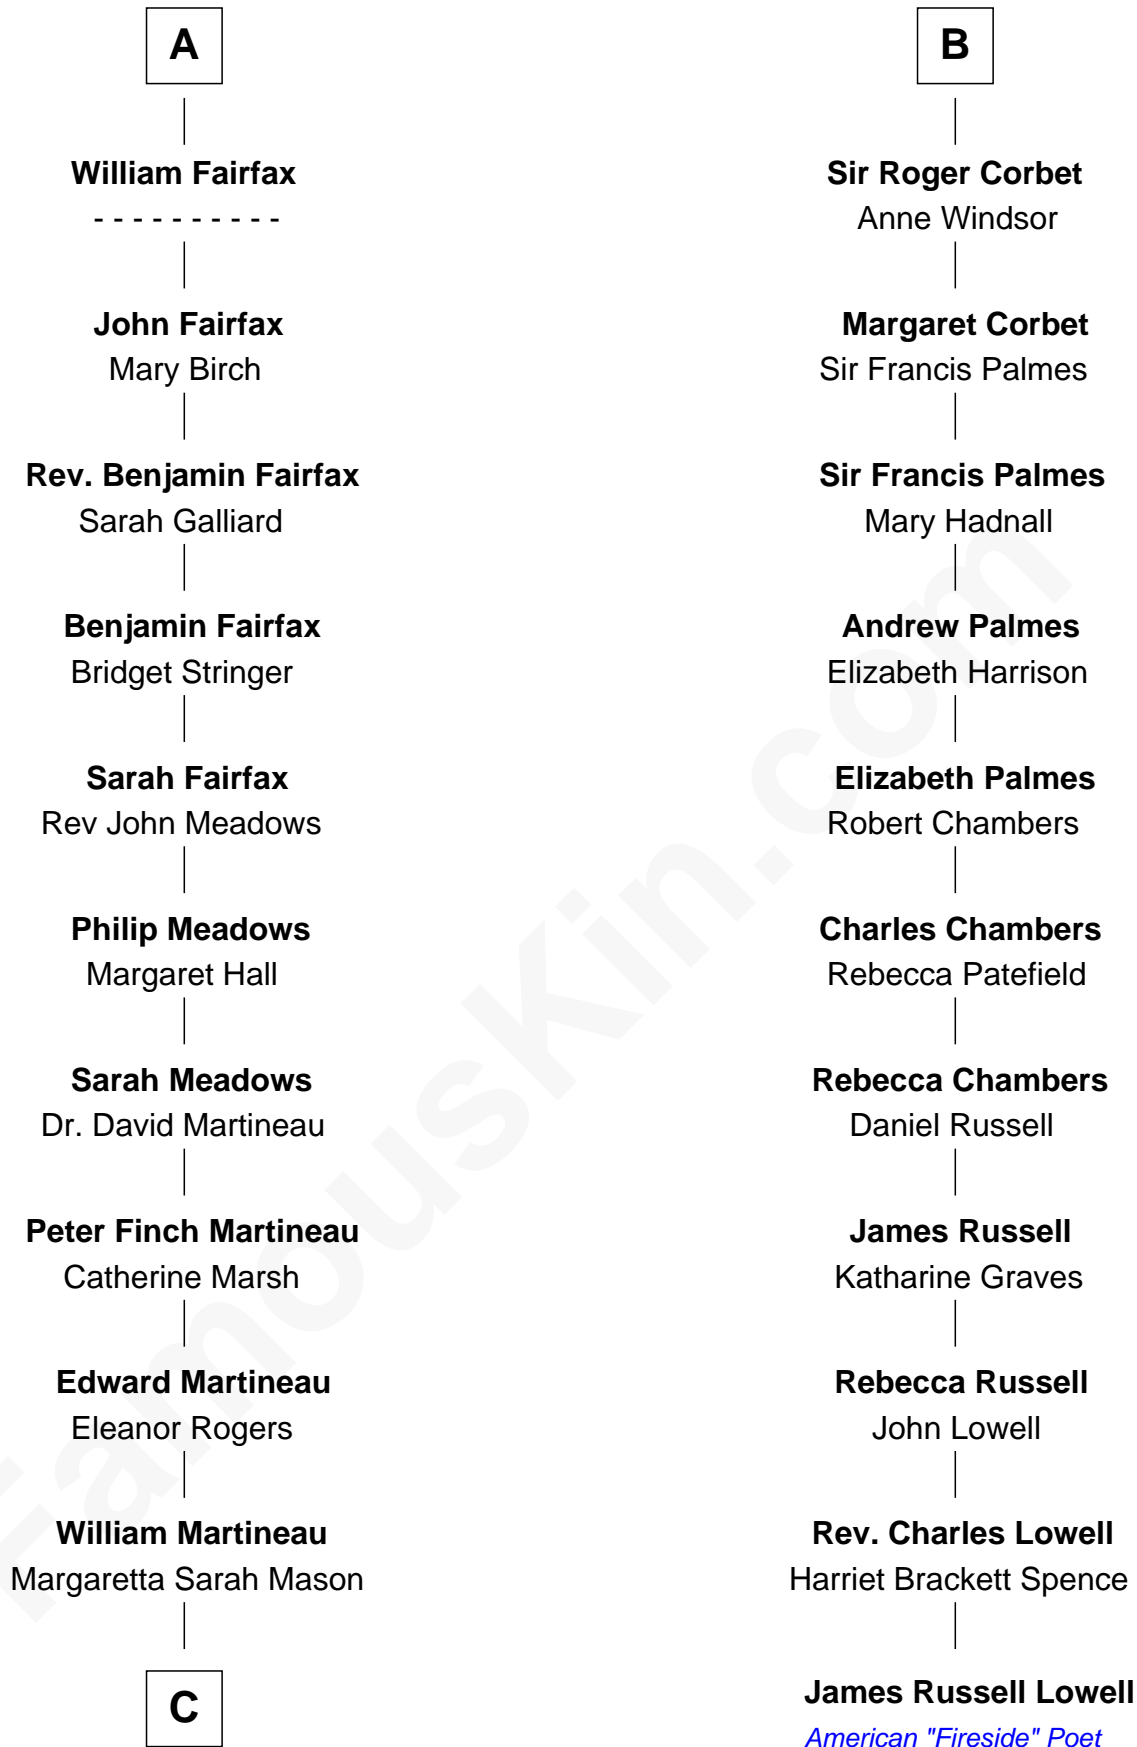 A
William Fairfax
- - - - - - - - - -
John Fairfax
Mary Birch
Rev. Benjamin Fairfax
Sarah Galliard
Benjamin Fairfax
Bridget Stringer
Sarah Fairfax
Rev John Meadows
Philip Meadows
Margaret Hall
Sarah Meadows
Dr. David Martineau
Peter Finch Martineau
Catherine Marsh
Edward Martineau
Eleanor Rogers
William Martineau
Margaretta Sarah Mason
C
B
Sir Roger Corbet
Anne Windsor
Margaret Corbet
Sir Francis Palmes
Sir Francis Palmes
Mary Hadnall
Andrew Palmes
Elizabeth Harrison
Elizabeth Palmes
Robert Chambers
Charles Chambers
Rebecca Patefield
Rebecca Chambers
Daniel Russell
James Russell
Katharine Graves
Rebecca Russell
John Lowell
Rev. Charles Lowell
Harriet Brackett Spence
James Russell Lowell
American "Fireside" Poet
FamousKin.com